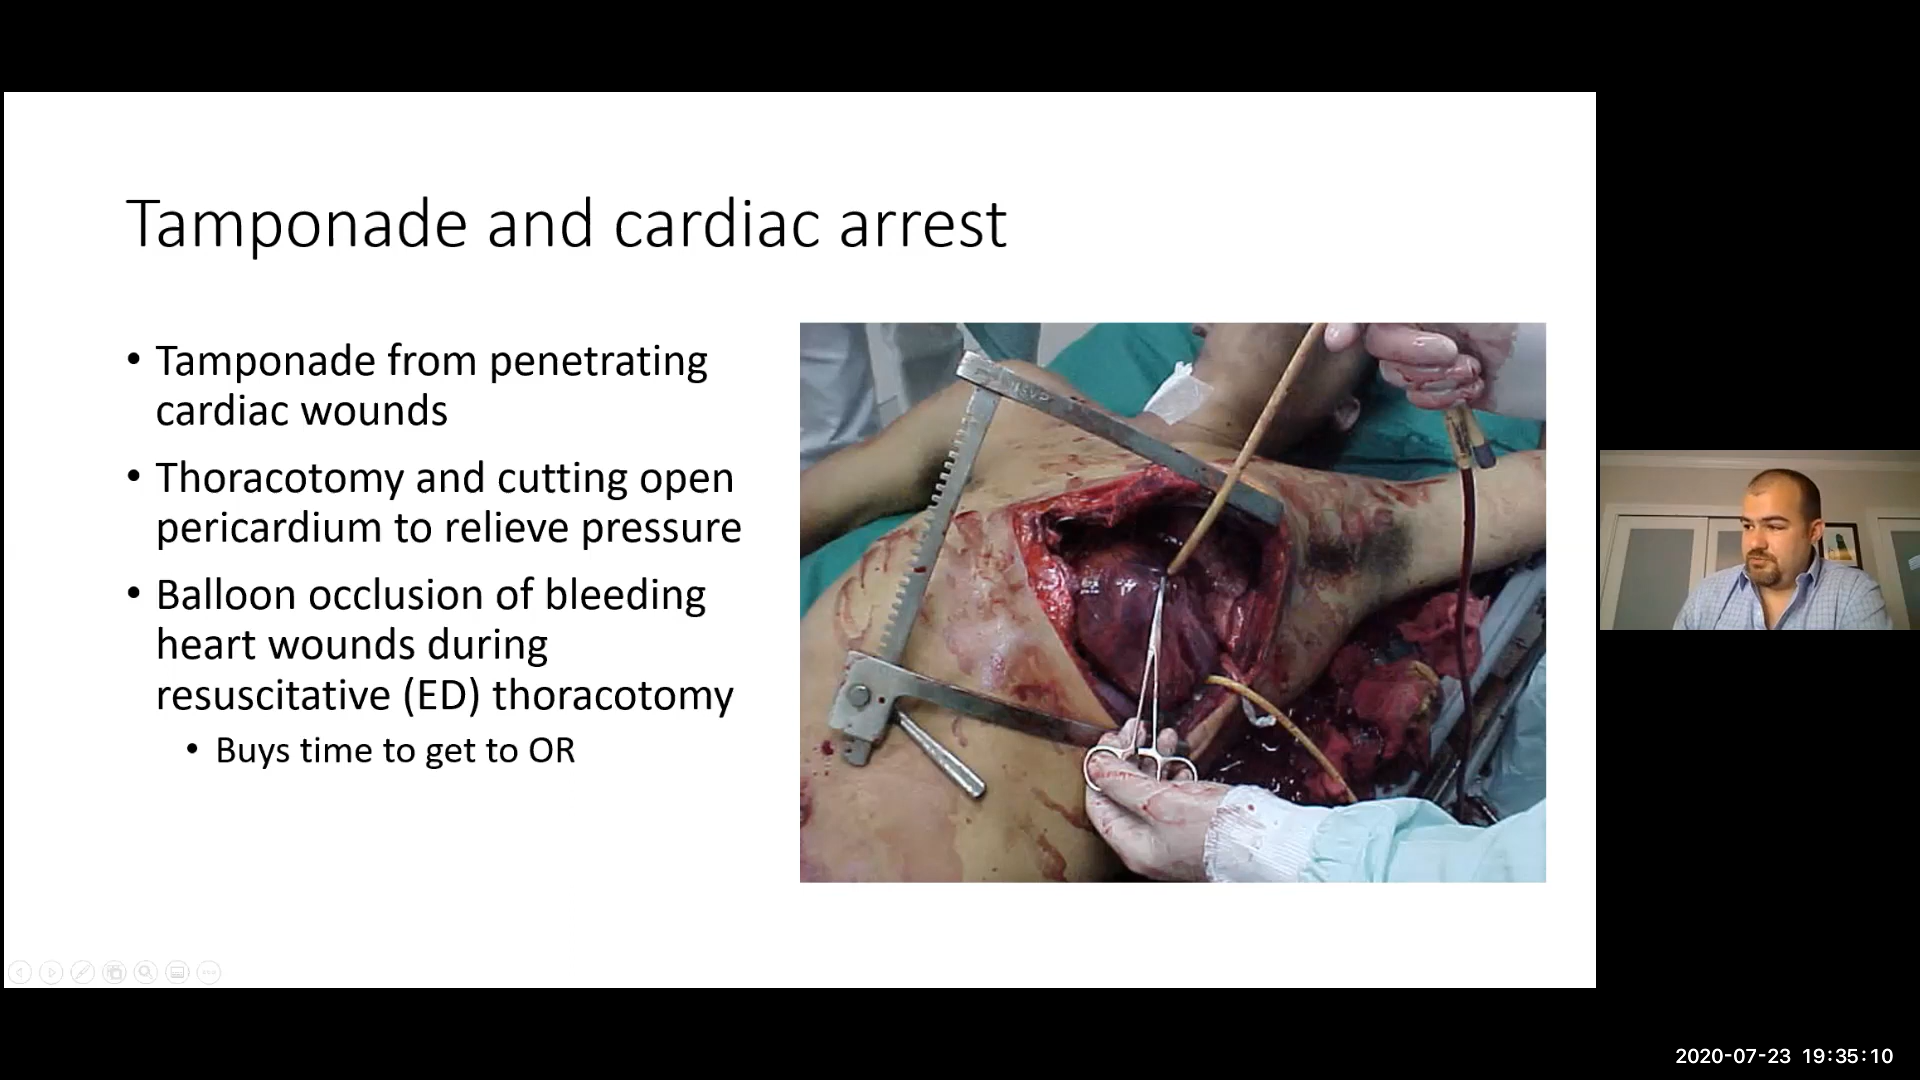 Tamponade and cardiac arrest
• Tamponade from penetrating
cardiac wounds
• Thoracotomy and cutting open
pericardium to relieve pressure
• Balloon occlusion of bleeding
heart wounds during
resuscitative (ED) thoracotomy
• Buys time to get to OR
2020-07-23 19:35:10